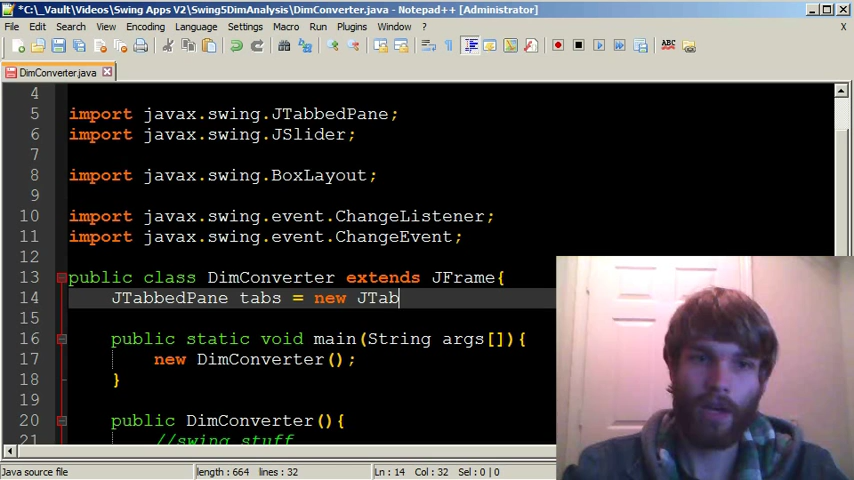 *C:\_Vault\Videos\Swing Apps V2\Swing5DimAnalysis\DimConverter.java - Notepad++ [Administrator]
File Edit Search View Encoding Language Settings Macro Run Plugins Window ? X
DimConverter.java
4
5 import javax.swing.JTabbedPane;
6 import javax.swing.JSlider;
7
8 import javax.swing.BoxLayout;
9
10 import javax.swing.event.ChangeListener;
11 import javax.swing.event.ChangeEvent;
12
13 public class DimConverter extends JFrame{
14 JTabbedPane tabs = new JTab
15
16 public static void main(String args[]){
17 new DimConverter();
18 }
19
20 public DimConverter(){
21 //swing stuff
Java source file length : 664 lines : 32 Ln : 14 Col : 32 Sel : 0 | 0